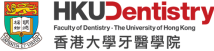 HKUDentistry
Faculty of Dentistry - The University of Hong Kong
香港大學牙醫學院